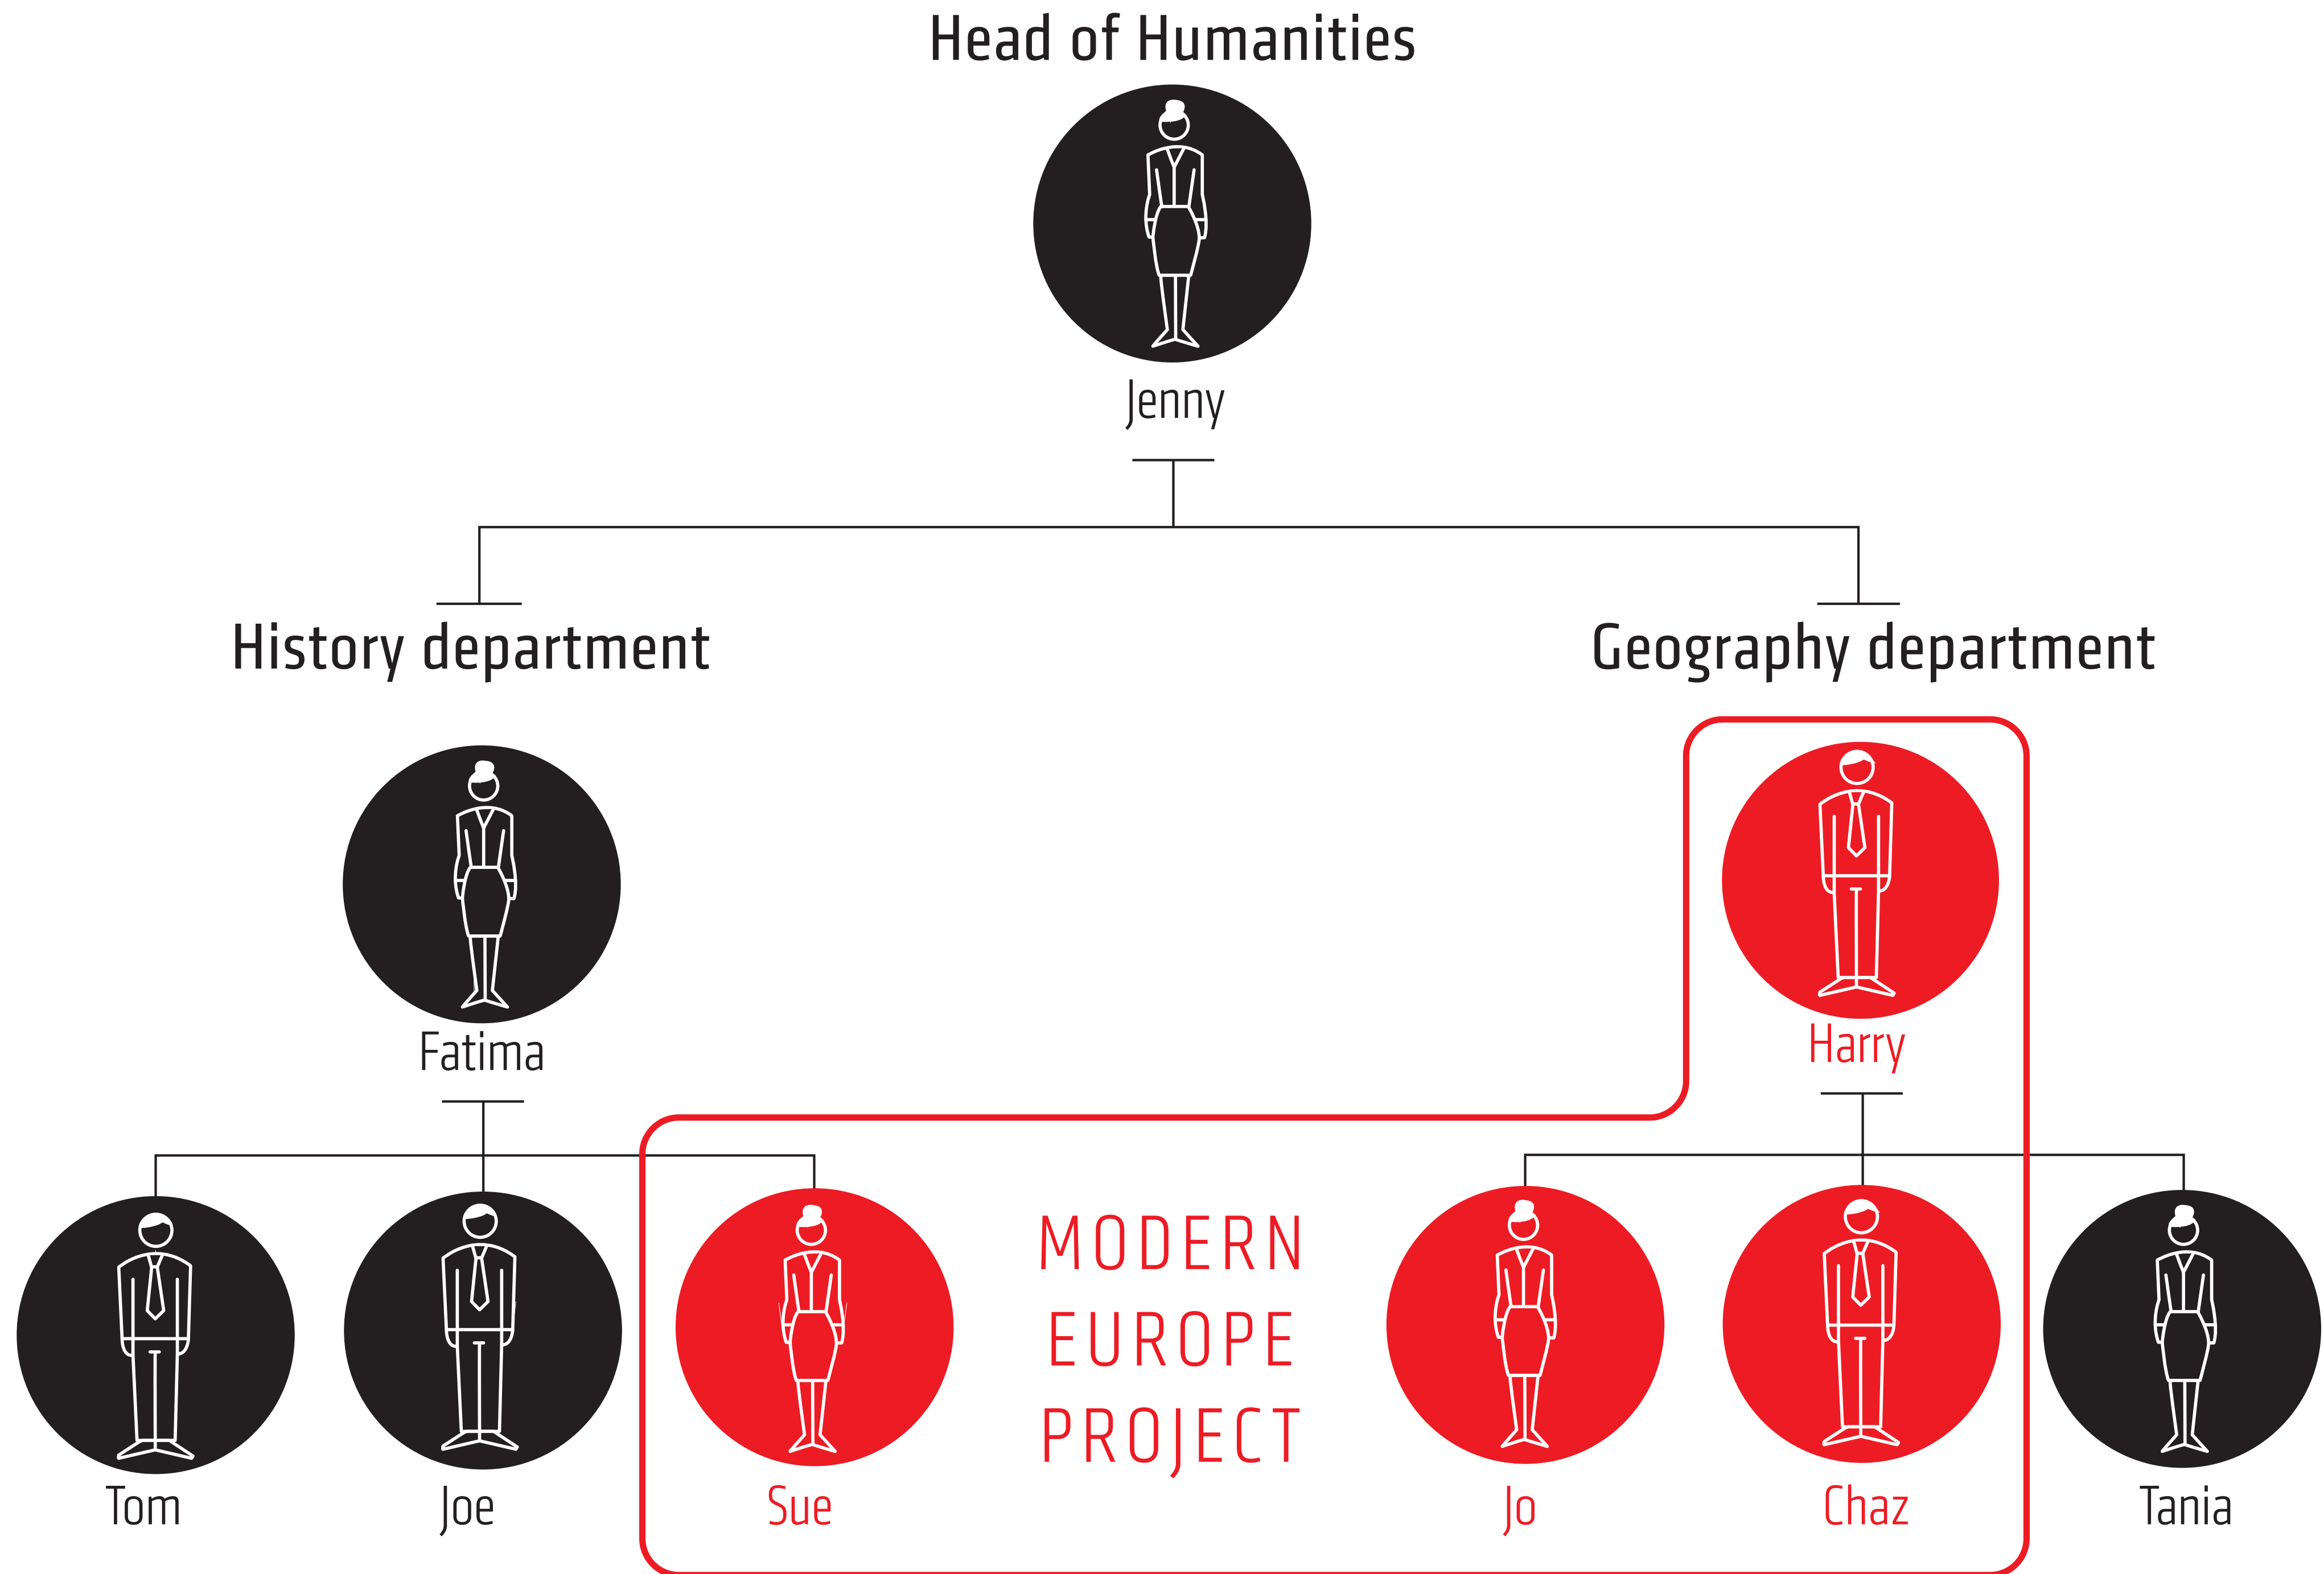 Head of Humanities
Jenny
History department
Geography department
Fatima
Harry
MODERN
EUROPE
PROJECT
Tom
Joe
Sue
Jo
Chaz
Tania